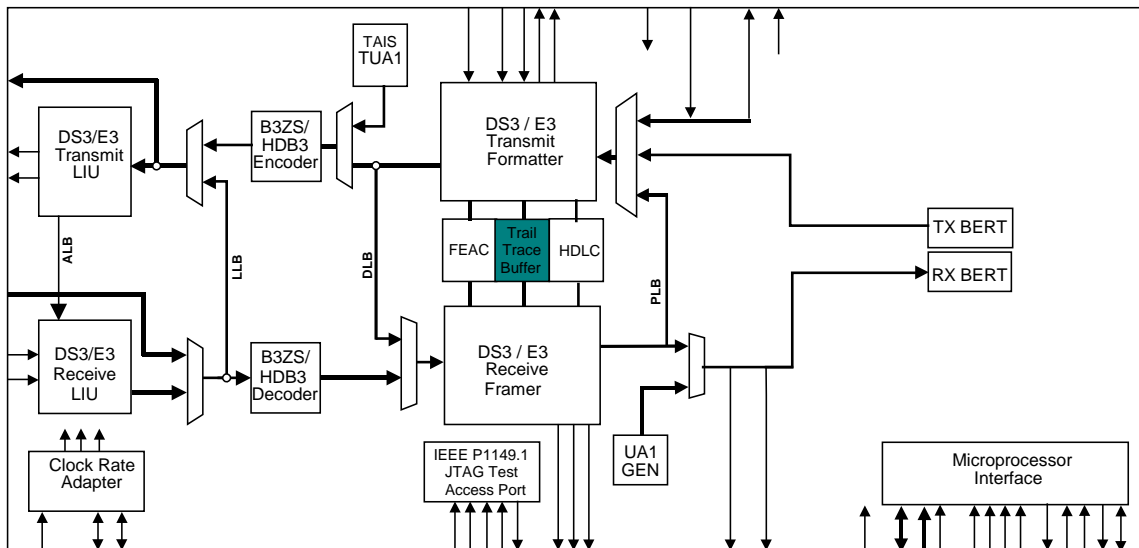 TAIS
TUA1
DS3/E3
Transmit
LIU
B3ZS/
HDB3
Encoder
DS3 / E3
Transmit
Formatter
FEAC
Trail
Trace
Buffer
HDLC
TX BERT
RX BERT
ALB
LLB
DLB
PLB
DS3/E3
Receive
LIU
B3ZS/
HDB3
Decoder
DS3 / E3
Receive
Framer
Clock Rate
Adapter
IEEE P1149.1
JTAG Test
Access Port
UA1
GEN
Microprocessor
Interface